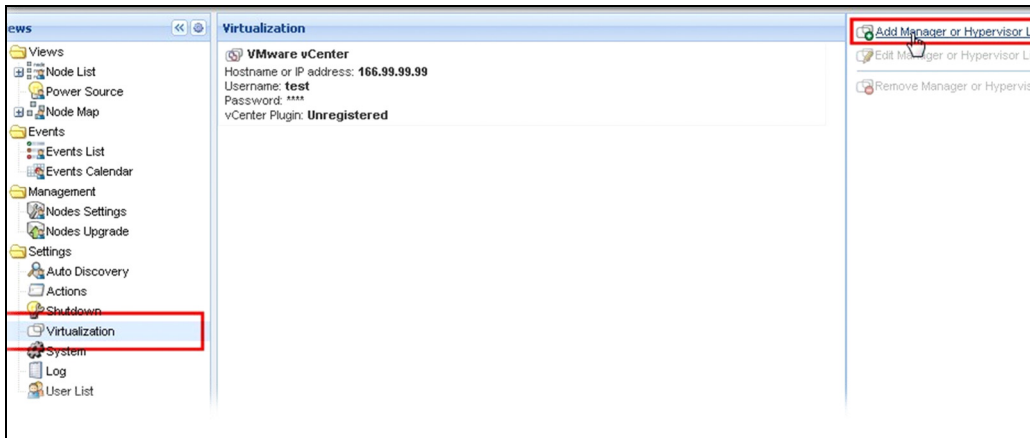 ews
Views
Node List
Power Source
Node Map
Events
Events List
Events Calendar
Management
Nodes Settings
Nodes Upgrade
Settings
Auto Discovery
Actions
Shutdown
Virtualization
System
Log
User List
Virtualization
VMware vCenter
Hostname or IP address: 166.99.99.99
Username: test
Password: ****
vCenter Plugin: Unregistered
Add Manager or Hypervisor L
Edit Manager or Hypervisor L
Remove Manager or Hypervis